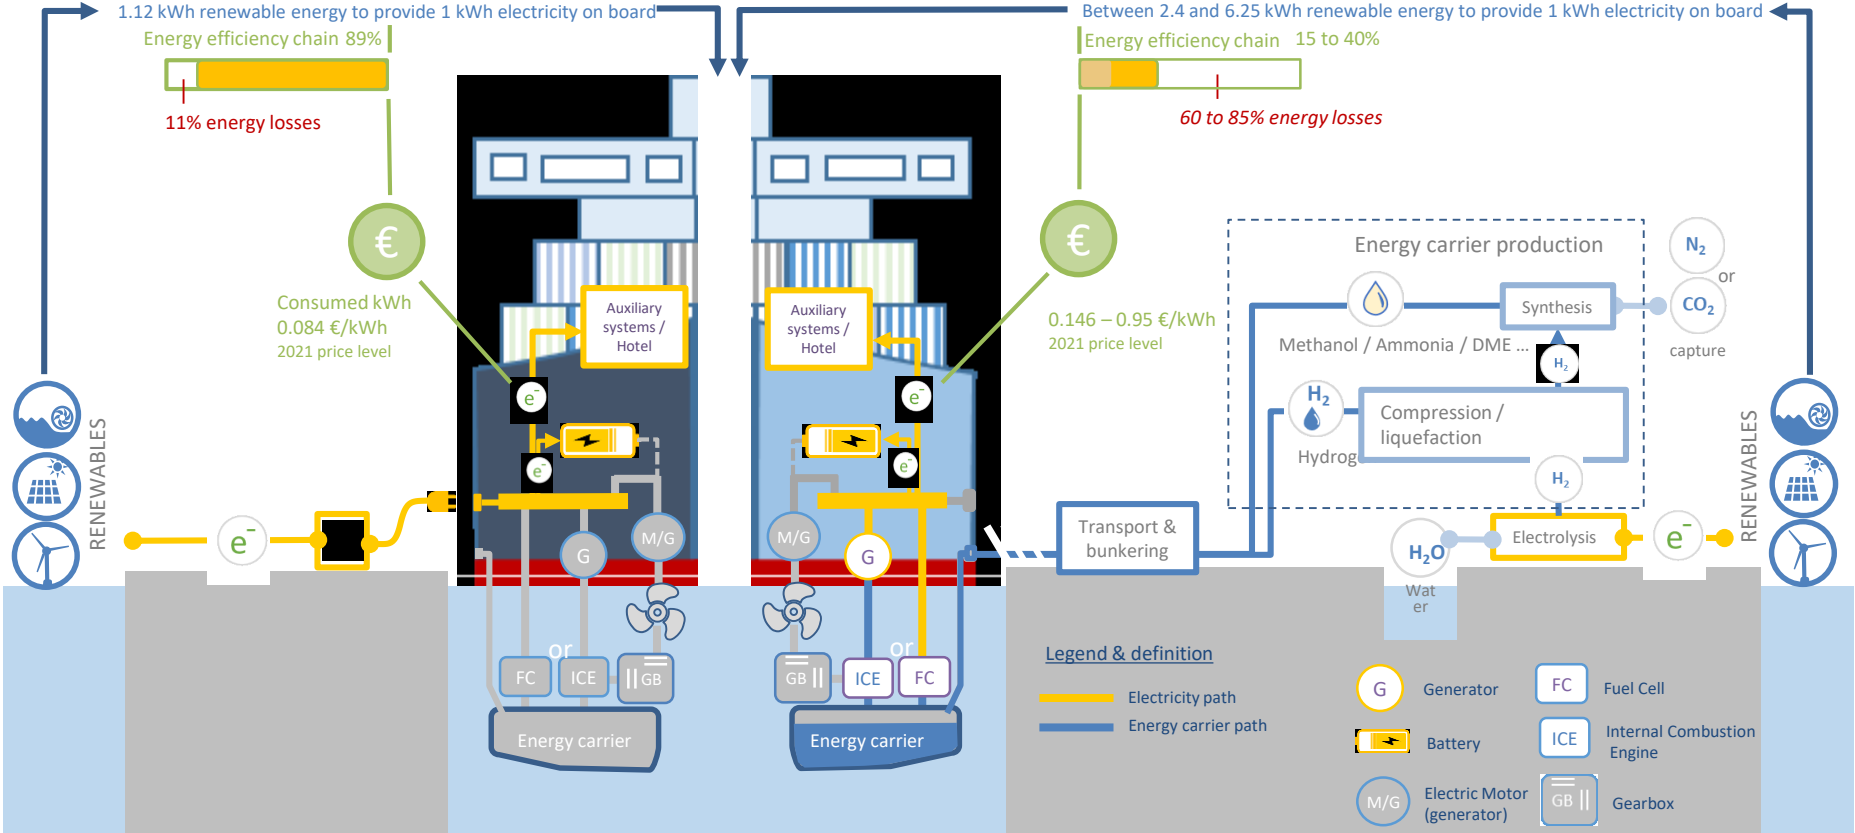 1.12 kWh renewable energy to provide 1 kWh electricity on board
Energy efficiency chain 89%
11% energy losses
€
Consumed kWh
0.084 €/kWh
2021 price level
RENEWABLES
e⁻
Auxiliary
systems /
Hotel
e⁻
e⁻
G
M/G
or
FC
ICE
GB
Energy carrier
Between 2.4 and 6.25 kWh renewable energy to provide 1 kWh electricity on board
Energy efficiency chain 15 to 40%
60 to 85% energy losses
€
0.146 – 0.95 €/kWh
2021 price level
Auxiliary
systems /
Hotel
e⁻
e⁻
M/G
G
or
GB
ICE
FC
Energy carrier
Transport &
bunkering
Energy carrier production
Synthesis
Methanol / Ammonia / DME ...
H₂
H₂
Hydrog
Compression /
liquefaction
H₂
N₂
or
CO₂
capture
H₂O
Wat
er
Electrolysis
e⁻
RENEWABLES
Legend & definition
Electricity path
Energy carrier path
G
Generator
Battery
M/G
Electric Motor
(generator)
FC
Fuel Cell
ICE
Internal Combustion
Engine
GB
Gearbox